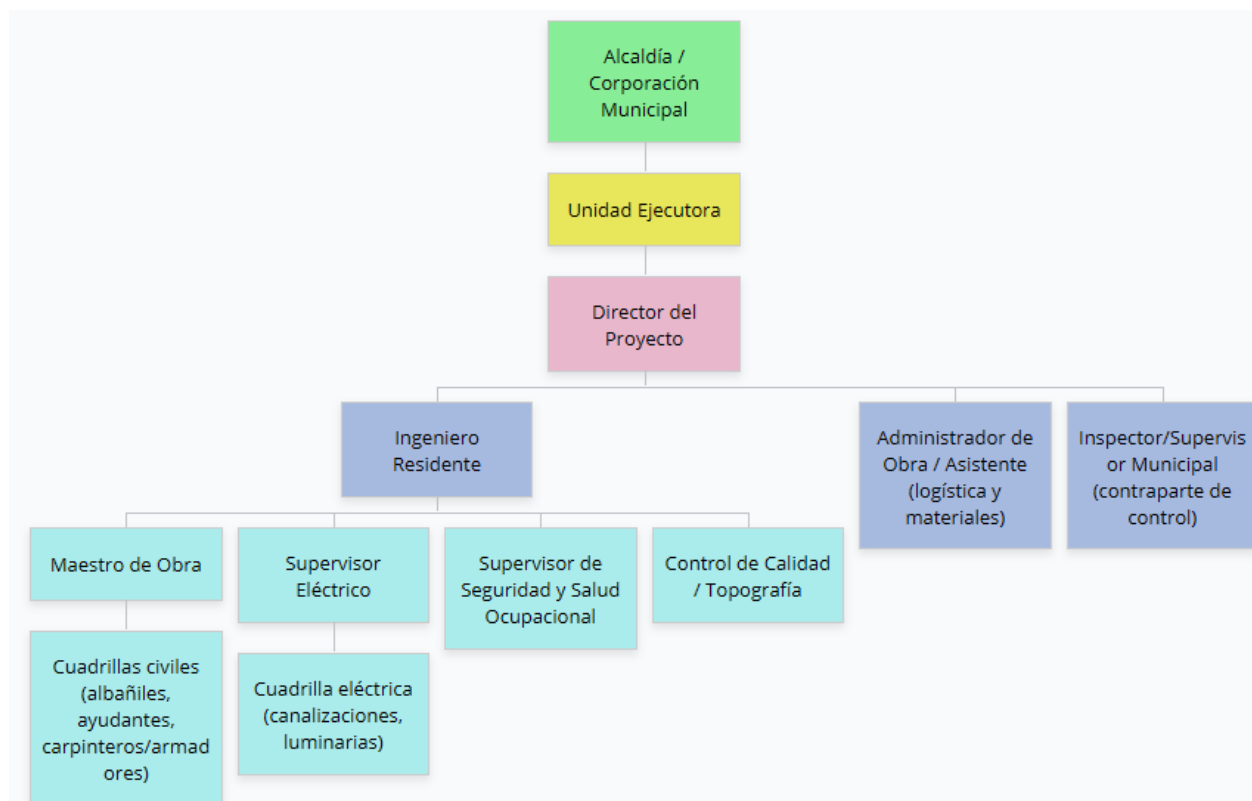 Alcaldía /
Corporación
Municipal
Unidad Ejecutora
Director del
Proyecto
Ingeniero
Residente
Administrador de
Obra / Asistente
(logística y
materiales)
Inspector/Supervis
or Municipal
(contraparte de
control)
Maestro de Obra
Supervisor
Eléctrico
Supervisor de
Seguridad y Salud
Ocupacional
Control de Calidad
/ Topografía
Cuadrillas civiles
(albañiles,
ayudantes,
carpinteros/armad
ores)
Cuadrilla eléctrica
(canalizaciones,
luminarias)